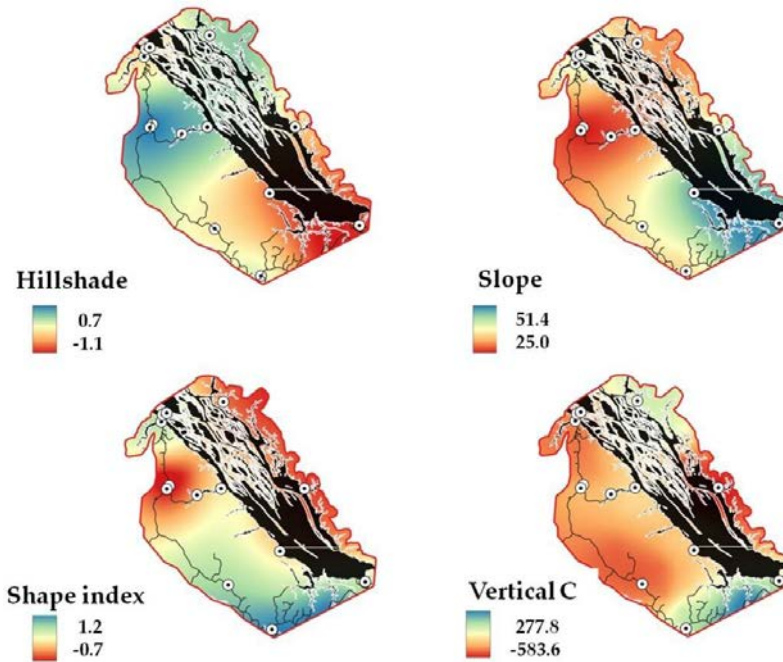 Hillshade
0.7
-1.1
Slope
51.4
25.0
Shape index
1.2
-0.7
Vertical C
277.8
-583.6